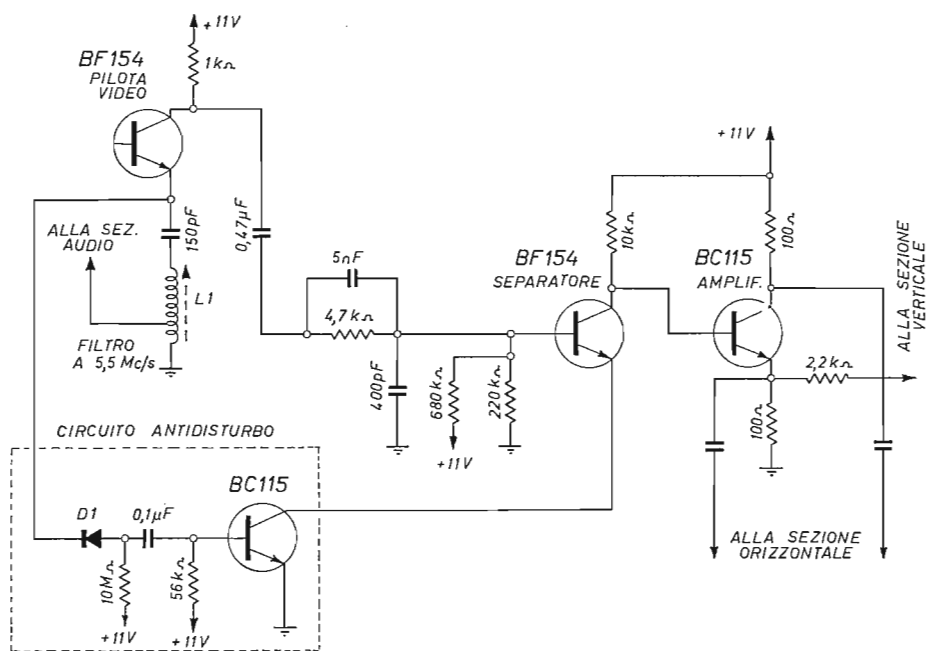 +11V
BF154
PILOTA
VIDEO
1kΩ
ALLA SEZ.
AUDIO
150pF
L1
FILTRO
A 5,5 Mc/s
0,47µF
5nF
4,7kΩ
400pF
680kΩ
+11V
220kΩ
BF154
SEPARATORE
10kΩ
+11V
100Ω
BC115
AMPLIF.
2,2kΩ
100Ω
ALLA SEZIONE
VERTICALE
ALLA SEZIONE
ORIZZONTALE
CIRCUITO ANTIDISTURBO
D1
0,1µF
BC115
10MΩ
+11V
56kΩ
+11V